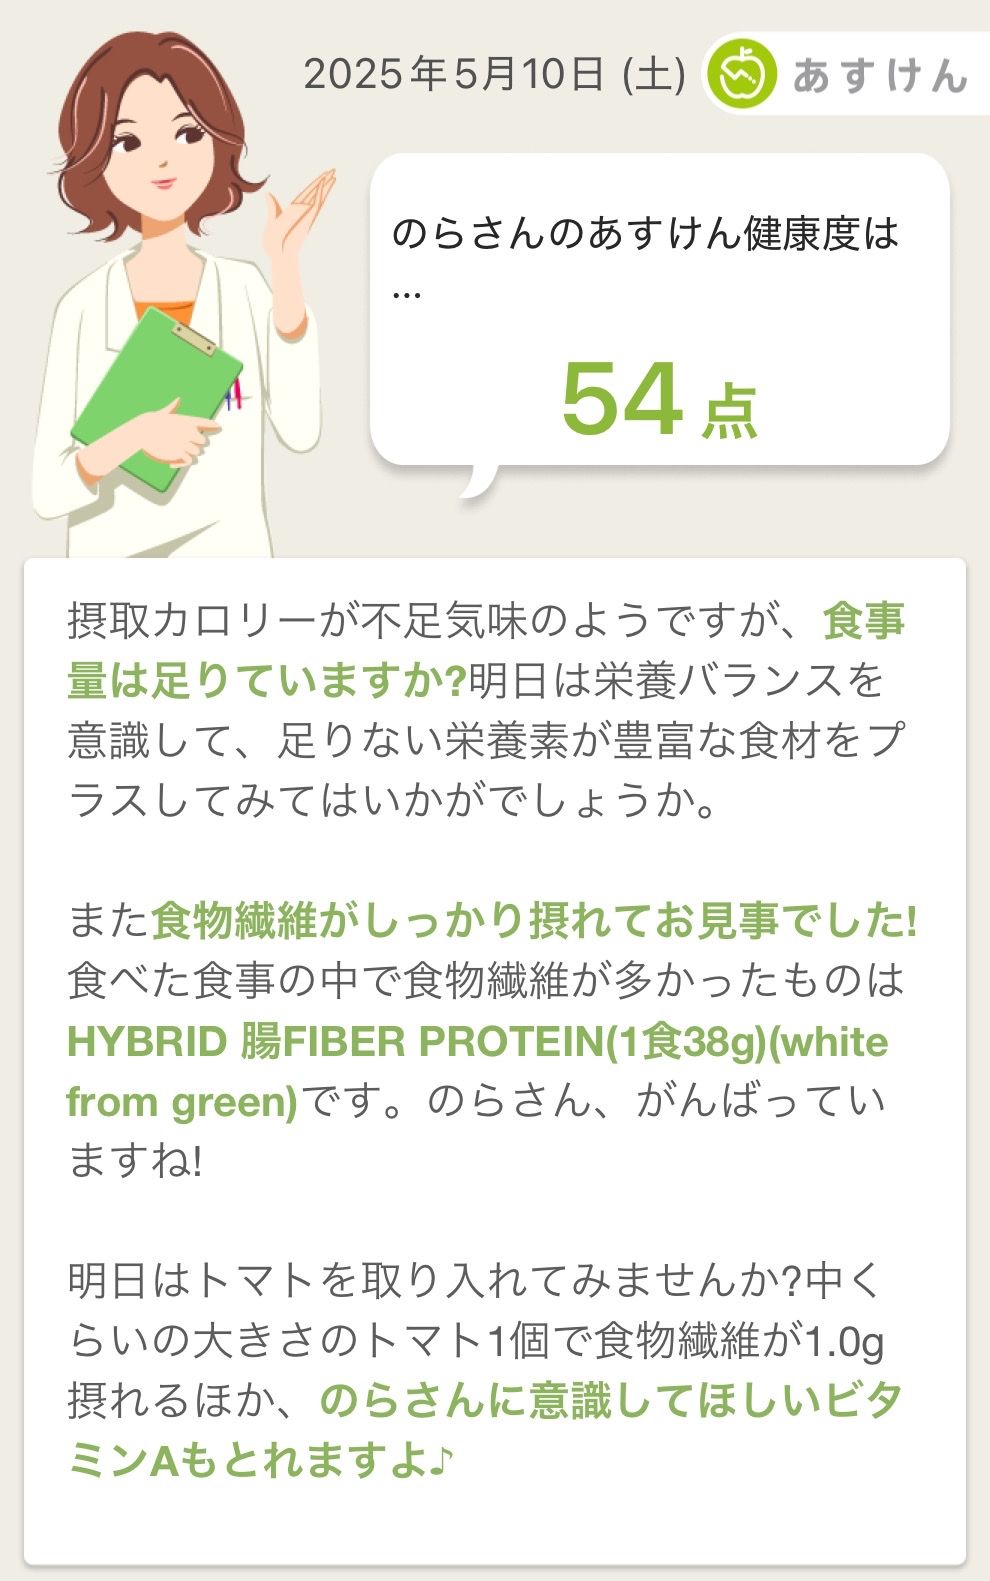 2025年5月10日 (土)
あすけん
のらさんのあすけん健康度は
...
54点
摂取カロリーが不足気味のようですが、食事
量は足りていますか?明日は栄養バランスを
意識して、足りない栄養素が豊富な食材をプ
ラスしてみてはいかがでしょうか。
また食物繊維がしっかり摂れてお見事でした!
食べた食事の中で食物繊維が多かったものは
HYBRID 腸FIBER PROTEIN(1食38g)(white
from green)です。のらさん、がんばってい
ますね!
明日はトマトを取り入れてみませんか?中く
らいの大きさのトマト1個で食物繊維が1.0g
摂れるほか、のらさんに意識してほしいビタ
ミンAもとれますよ♪